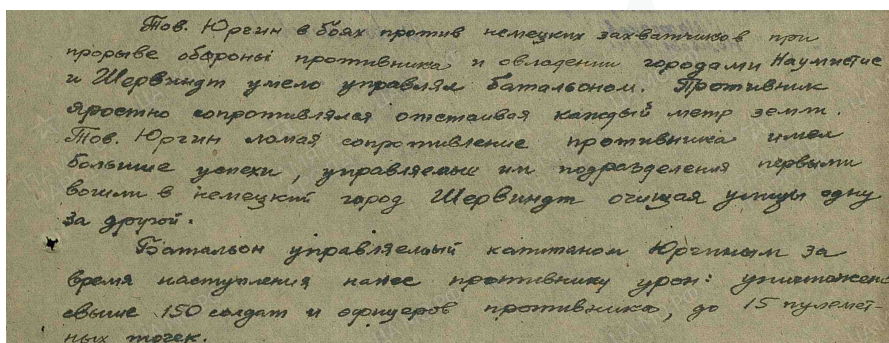 Тов. Юргин в боях против немецких захватчиков при
прорыве обороны противника и овладении городами Наумистис
и Шервиндт умело управлял батальоном. Противник
яростно сопротивлялся отстаивая каждый метр земли.
Тов. Юргин ломая сопротивление противника имел
большие успехи, управляемые им подразделения первыми
вошли в немецкий город Шервиндт очищая улицы одну
за другой.
Батальон управляемый капитаном Юргиным за
время наступления нанес противнику урон: уничтожено
свыше 150 солдат и офицеров противника, до 15 пулемет-
ных точек.